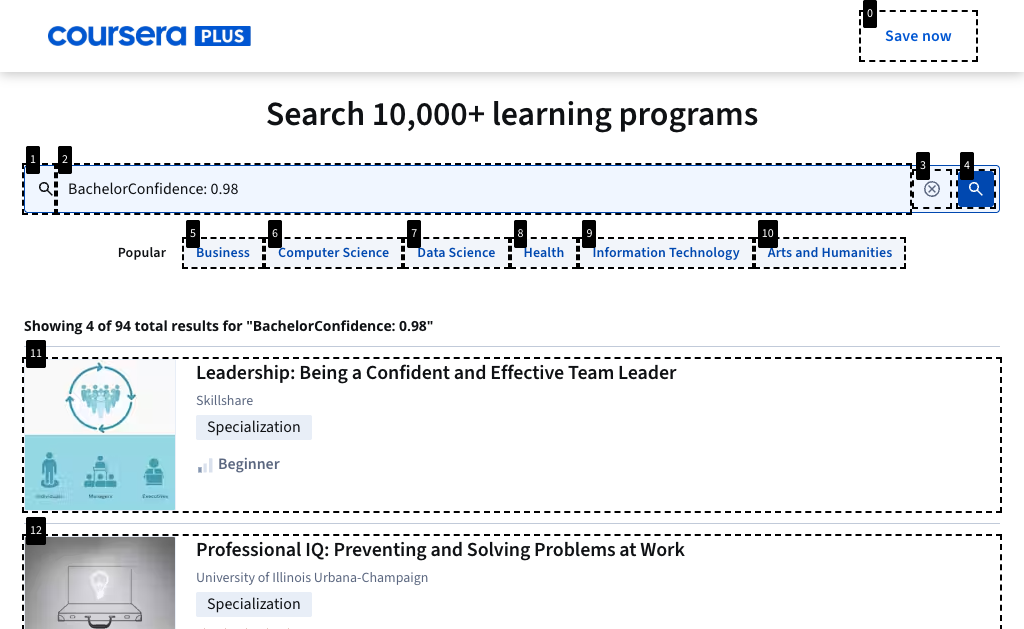 coursera PLUS
0
Save now
Search 10,000+ learning programs
1
2
3
4
BachelorConfidence: 0.98
5
6
7
8
9
10
Popular
Business
Computer Science
Data Science
Health
Information Technology
Arts and Humanities
Showing 4 of 94 total results for "BachelorConfidence: 0.98"
11
Leadership: Being a Confident and Effective Team Leader
Skillshare
Specialization
Beginner
Individuals
Managers
Executives
12
Professional IQ: Preventing and Solving Problems at Work
University of Illinois Urbana-Champaign
Specialization